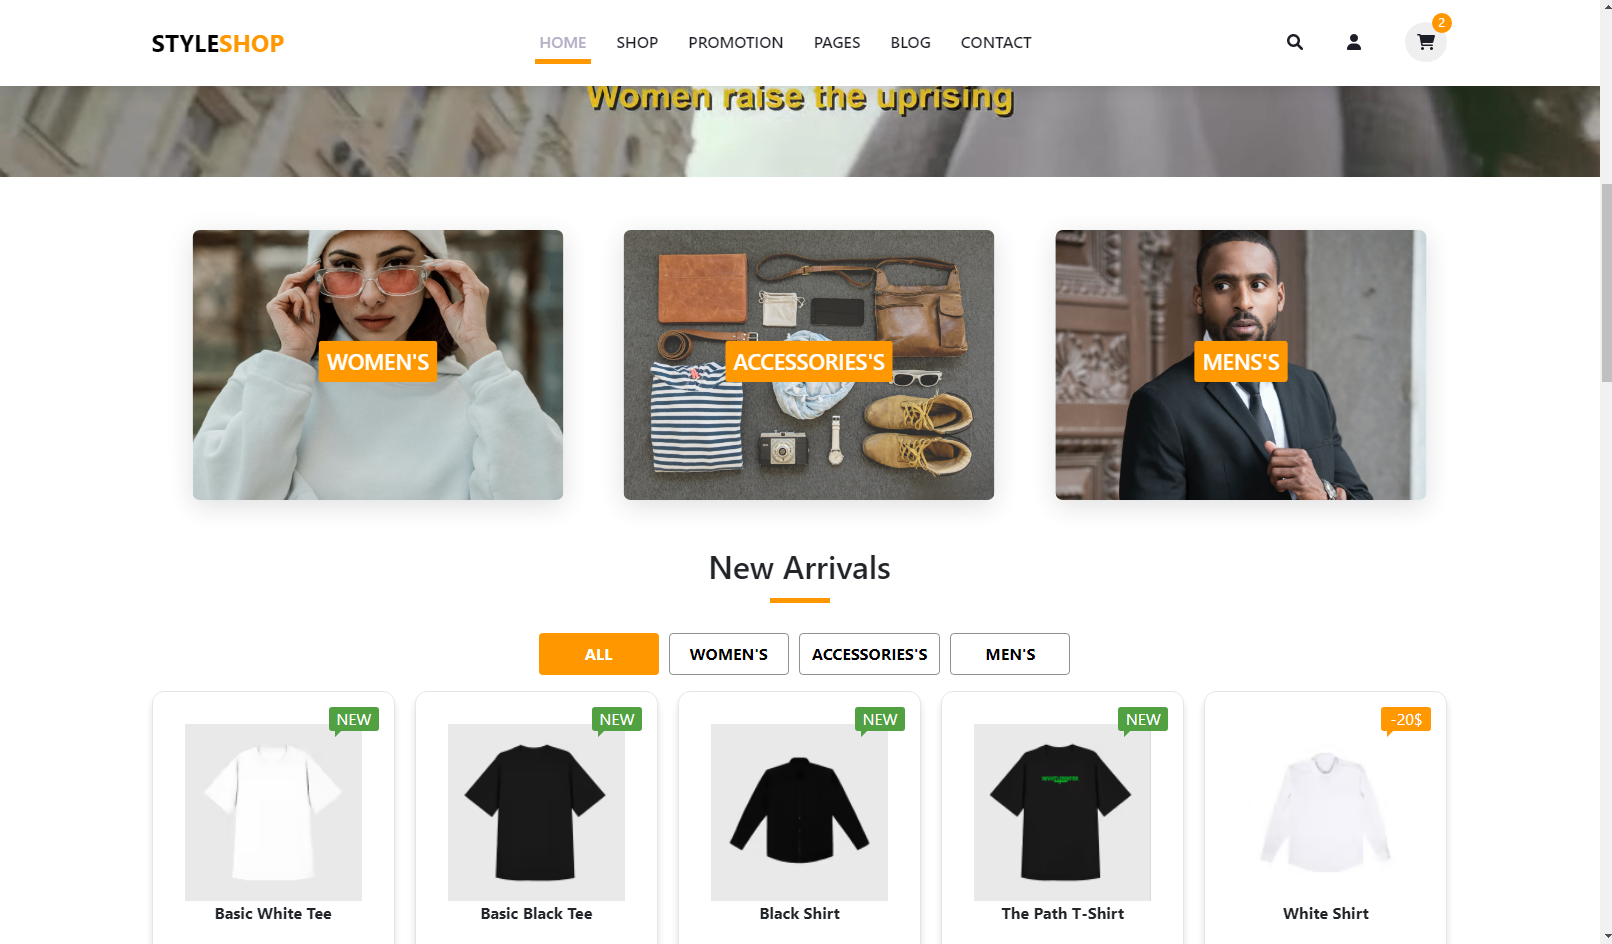 STYLESHOP
HOME
SHOP
PROMOTION
PAGES
BLOG
CONTACT
2
Women raise the uprising
WOMEN'S
ACCESSORIES'S
MENS'S
New Arrivals
ALL
WOMEN'S
ACCESSORIES'S
MEN'S
NEW
NEW
NEW
NEW
-20$
Basic White Tee
Basic Black Tee
Black Shirt
The Path T-Shirt
White Shirt